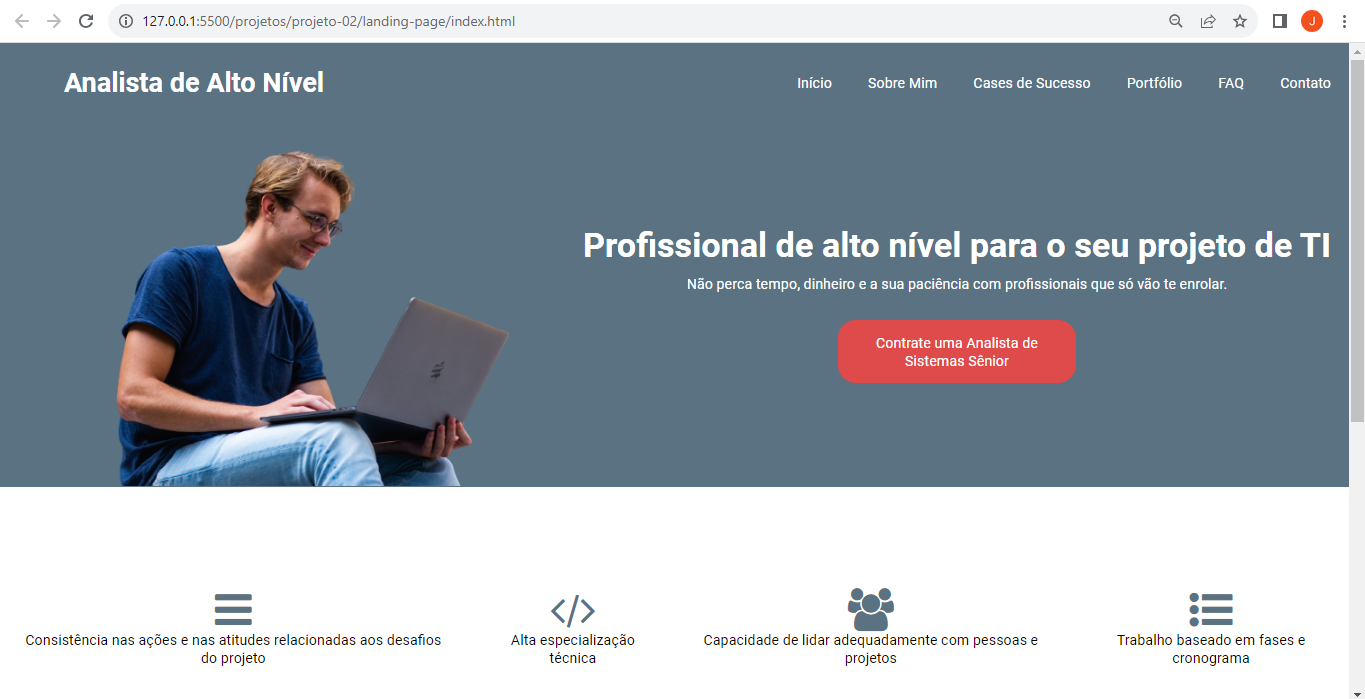 127.0.0.1:5500/projetos/projeto-02/landing-page/index.html
J
Analista de Alto Nível
Início Sobre Mim Cases de Sucesso Portfólio FAQ Contato
Profissional de alto nível para o seu projeto de TI
Não perca tempo, dinheiro e a sua paciência com profissionais que só vão te enrolar.
Contrate uma Analista de
Sistemas Sênior
Consistência nas ações e nas atitudes relacionadas aos desafios
do projeto
Alta especialização
técnica
Capacidade de lidar adequadamente com pessoas e
projetos
Trabalho baseado em fases e
cronograma